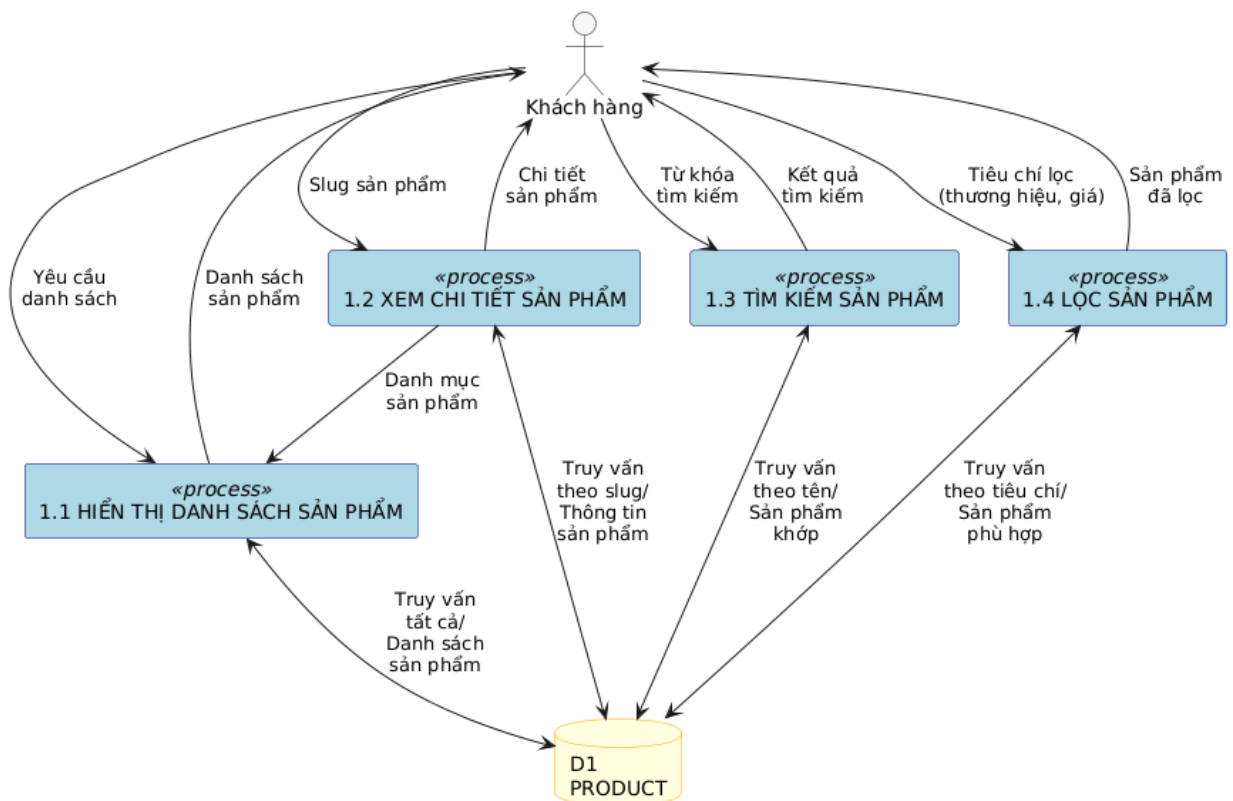 Khách hàng
Slug sản phẩm
Chi tiết
sản phẩm
Từ khóa
tìm kiếm
Kết quả
tìm kiếm
Tiêu chí lọc
(thương hiệu, giá)
Sản phẩm
đã lọc
Yêu cầu
danh sách
Danh sách
sản phẩm
«process»
1.2 XEM CHI TIẾT SẢN PHẨM
«process»
1.3 TÌM KIẾM SẢN PHẨM
«process»
1.4 LỌC SẢN PHẨM
Danh mục
sản phẩm
«process»
1.1 HIỂN THỊ DANH SÁCH SẢN PHẨM
Truy vấn
theo slug/
Thông tin
sản phẩm
Truy vấn
theo tên/
Sản phẩm
khớp
Truy vấn
theo tiêu chí/
Sản phẩm
phù hợp
Truy vấn
tất cả/
Danh sách
sản phẩm
D1
PRODUCT